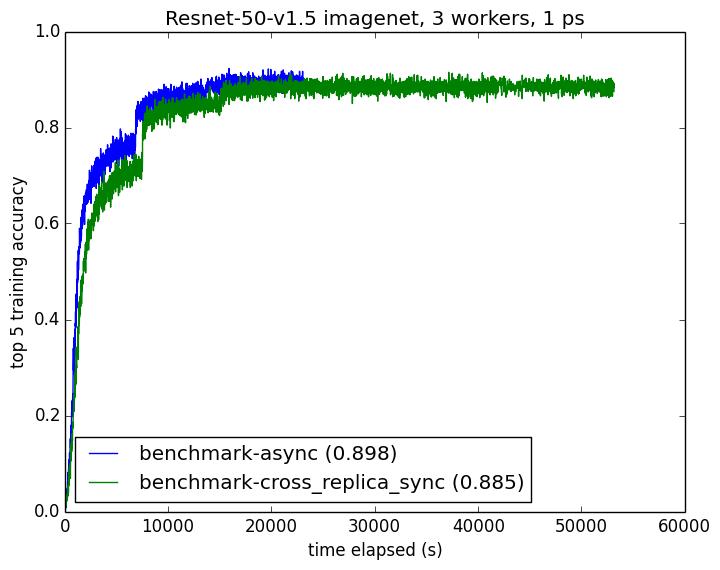 Resnet-50-v1.5 imagenet, 3 workers, 1 ps
1.0
0.8
0.6
0.4
0.2
0.0
top 5 training accuracy
benchmark-async (0.898)
benchmark-cross_replica_sync (0.885)
0 10000 20000 30000 40000 50000 60000
time elapsed (s)